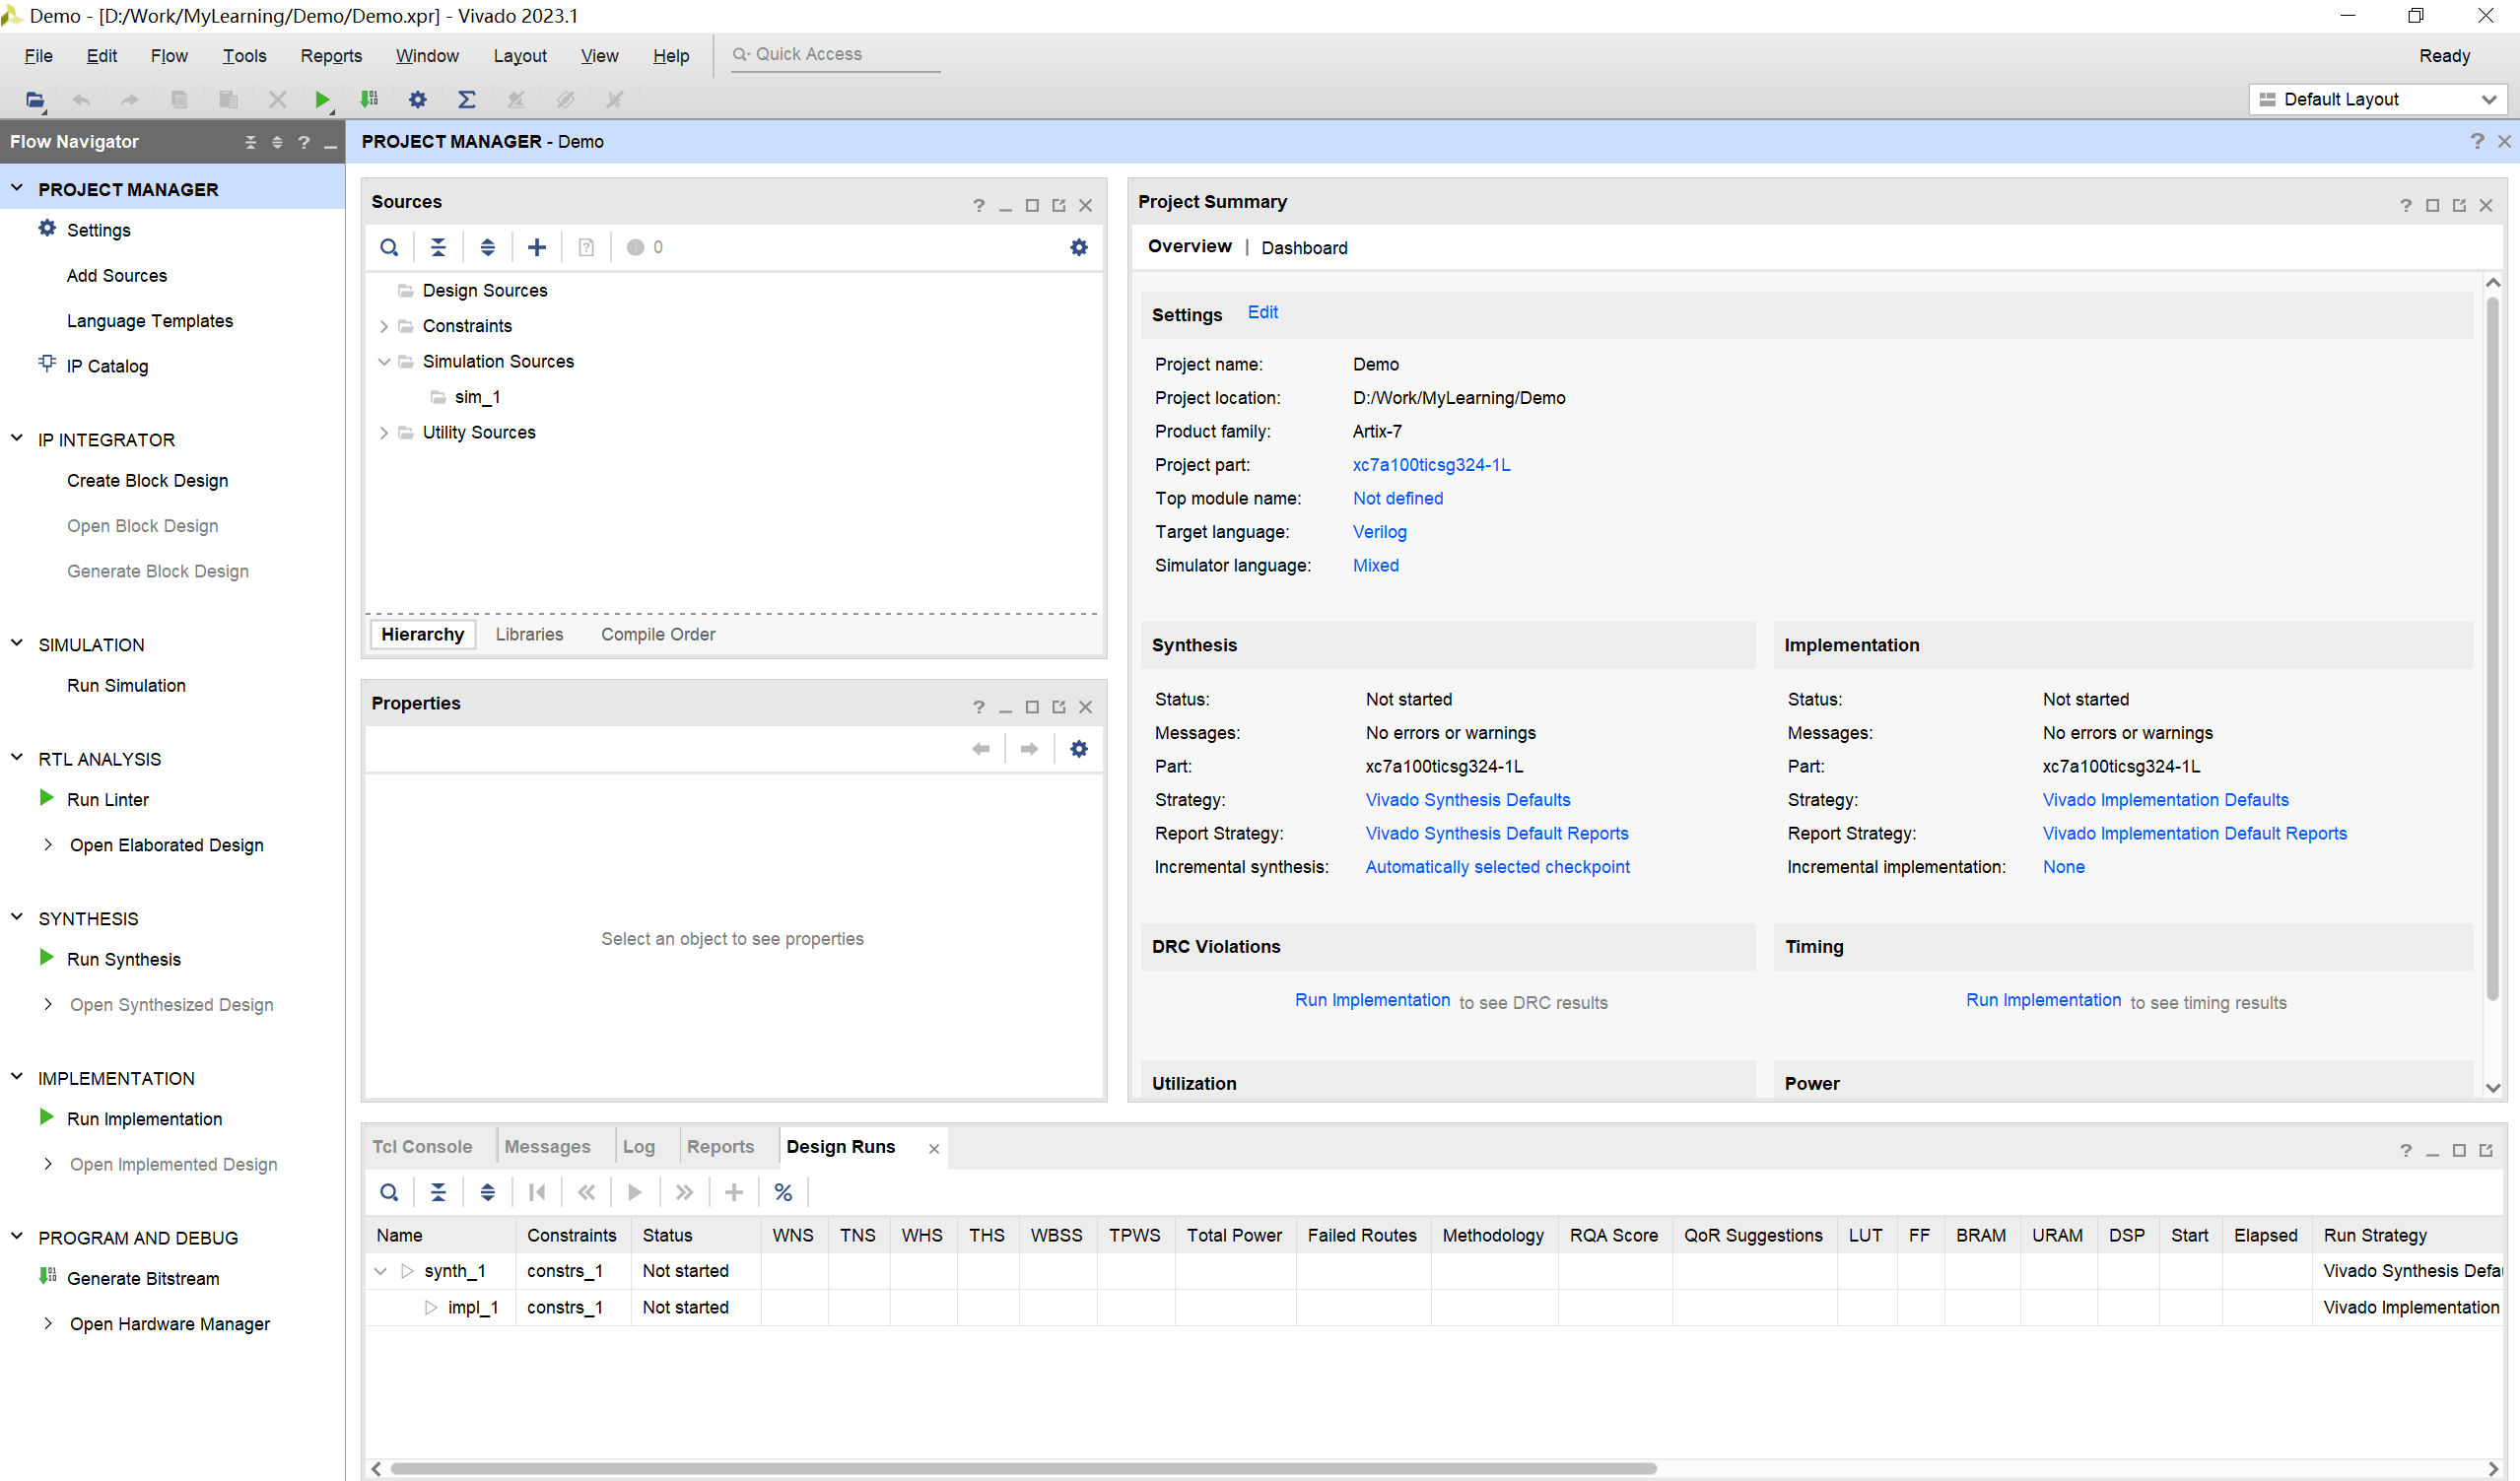 Demo - [D:/Work/MyLearning/Demo/Demo.xpr] - Vivado 2023.1
File Edit Flow Tools Reports Window Layout View Help Quick Access Ready
Default Layout
Flow Navigator
PROJECT MANAGER
Settings
Add Sources
Language Templates
IP Catalog
IP INTEGRATOR
Create Block Design
Open Block Design
Generate Block Design
SIMULATION
Run Simulation
RTL ANALYSIS
Run Linter
Open Elaborated Design
SYNTHESIS
Run Synthesis
Open Synthesized Design
IMPLEMENTATION
Run Implementation
Open Implemented Design
PROGRAM AND DEBUG
Generate Bitstream
Open Hardware Manager
PROJECT MANAGER - Demo
Sources
0
Design Sources
Constraints
Simulation Sources
sim_1
Utility Sources
Hierarchy Libraries Compile Order
Properties
Select an object to see properties
Project Summary
Overview | Dashboard
Settings Edit
Project name: Demo
Project location: D:/Work/MyLearning/Demo
Product family: Artix-7
Project part: xc7a100ticsg324-1L
Top module name: Not defined
Target language: Verilog
Simulator language: Mixed
Synthesis
Status: Not started
Messages: No errors or warnings
Part: xc7a100ticsg324-1L
Strategy: Vivado Synthesis Defaults
Report Strategy: Vivado Synthesis Default Reports
Incremental synthesis: Automatically selected checkpoint
Implementation
Status: Not started
Messages: No errors or warnings
Part: xc7a100ticsg324-1L
Strategy: Vivado Implementation Defaults
Report Strategy: Vivado Implementation Default Reports
Incremental implementation: None
DRC Violations
Run Implementation to see DRC results
Timing
Run Implementation to see timing results
Utilization
Power
Tcl Console Messages Log Reports Design Runs
Name Constraints Status WNS TNS WHS THS WBSS TPWS Total Power Failed Routes Methodology RQA Score QoR Suggestions LUT FF BRAM URAM DSP Start Elapsed Run Strategy
synth_1 constrs_1 Not started Vivado Synthesis Defau
impl_1 constrs_1 Not started Vivado Implementation